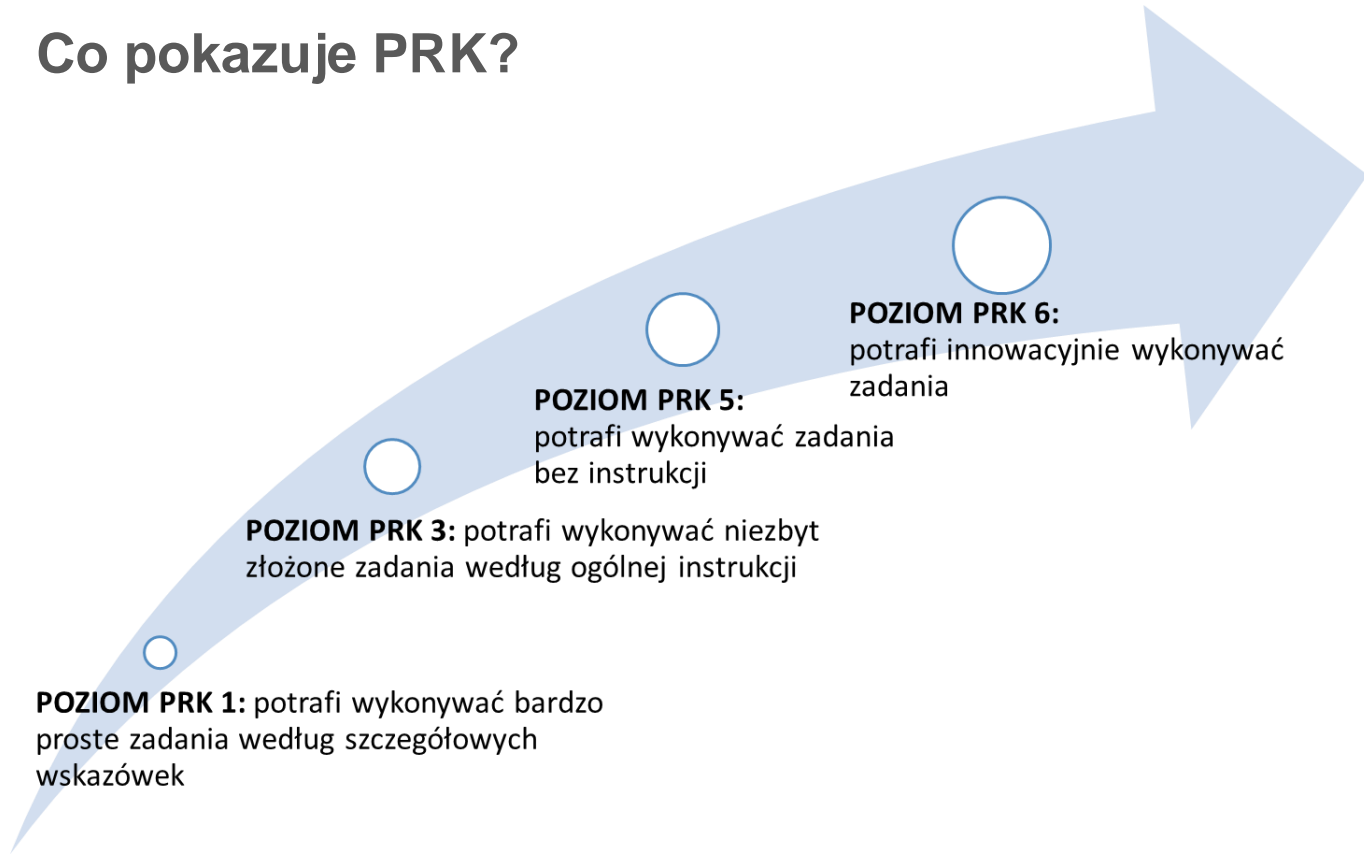 Co pokazuje PRK?
POZIOM PRK 6:
potrafi innowacyjnie wykonywać
zadania
POZIOM PRK 5:
potrafi wykonywać zadania
bez instrukcji
POZIOM PRK 3: potrafi wykonywać niezbyt
złożone zadania według ogólnej instrukcji
POZIOM PRK 1: potrafi wykonywać bardzo
proste zadania według szczegółowych
wskazówek